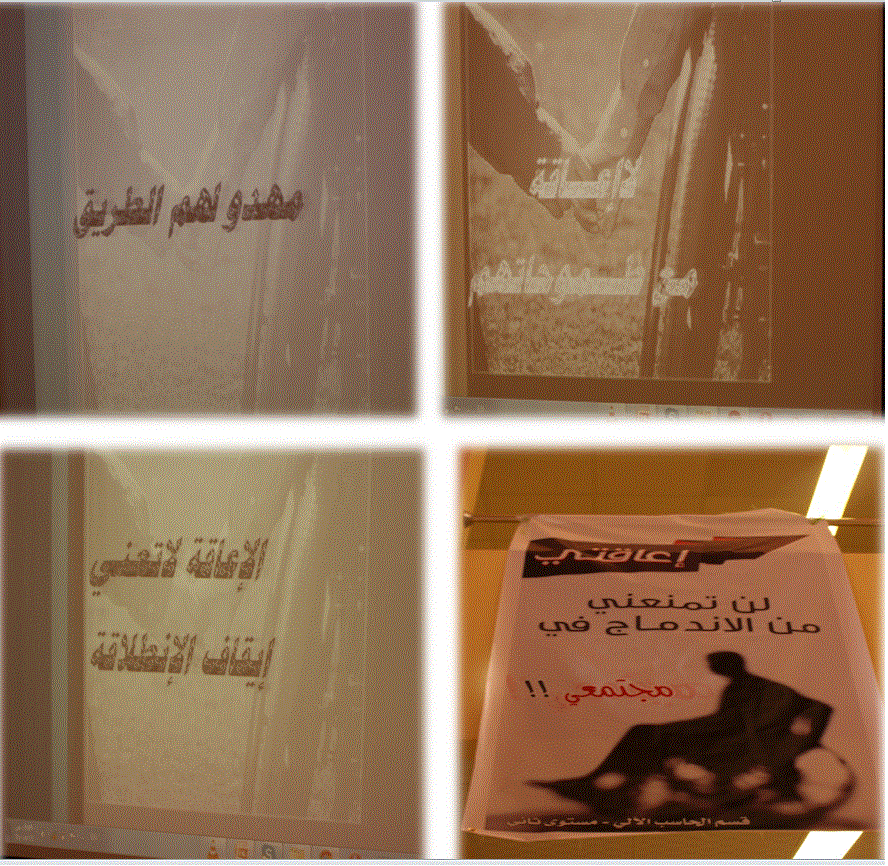 مهدو لهم الطريق
لا إعاقة
مع طموحاتهم
الإعاقة لاتعني
إيقاف الإنطلاقة
إعاقتي
لن تمنعني
من الاندماج في
مجتمعي !!
قسم الحاسب الآلي - مستوى ثاني